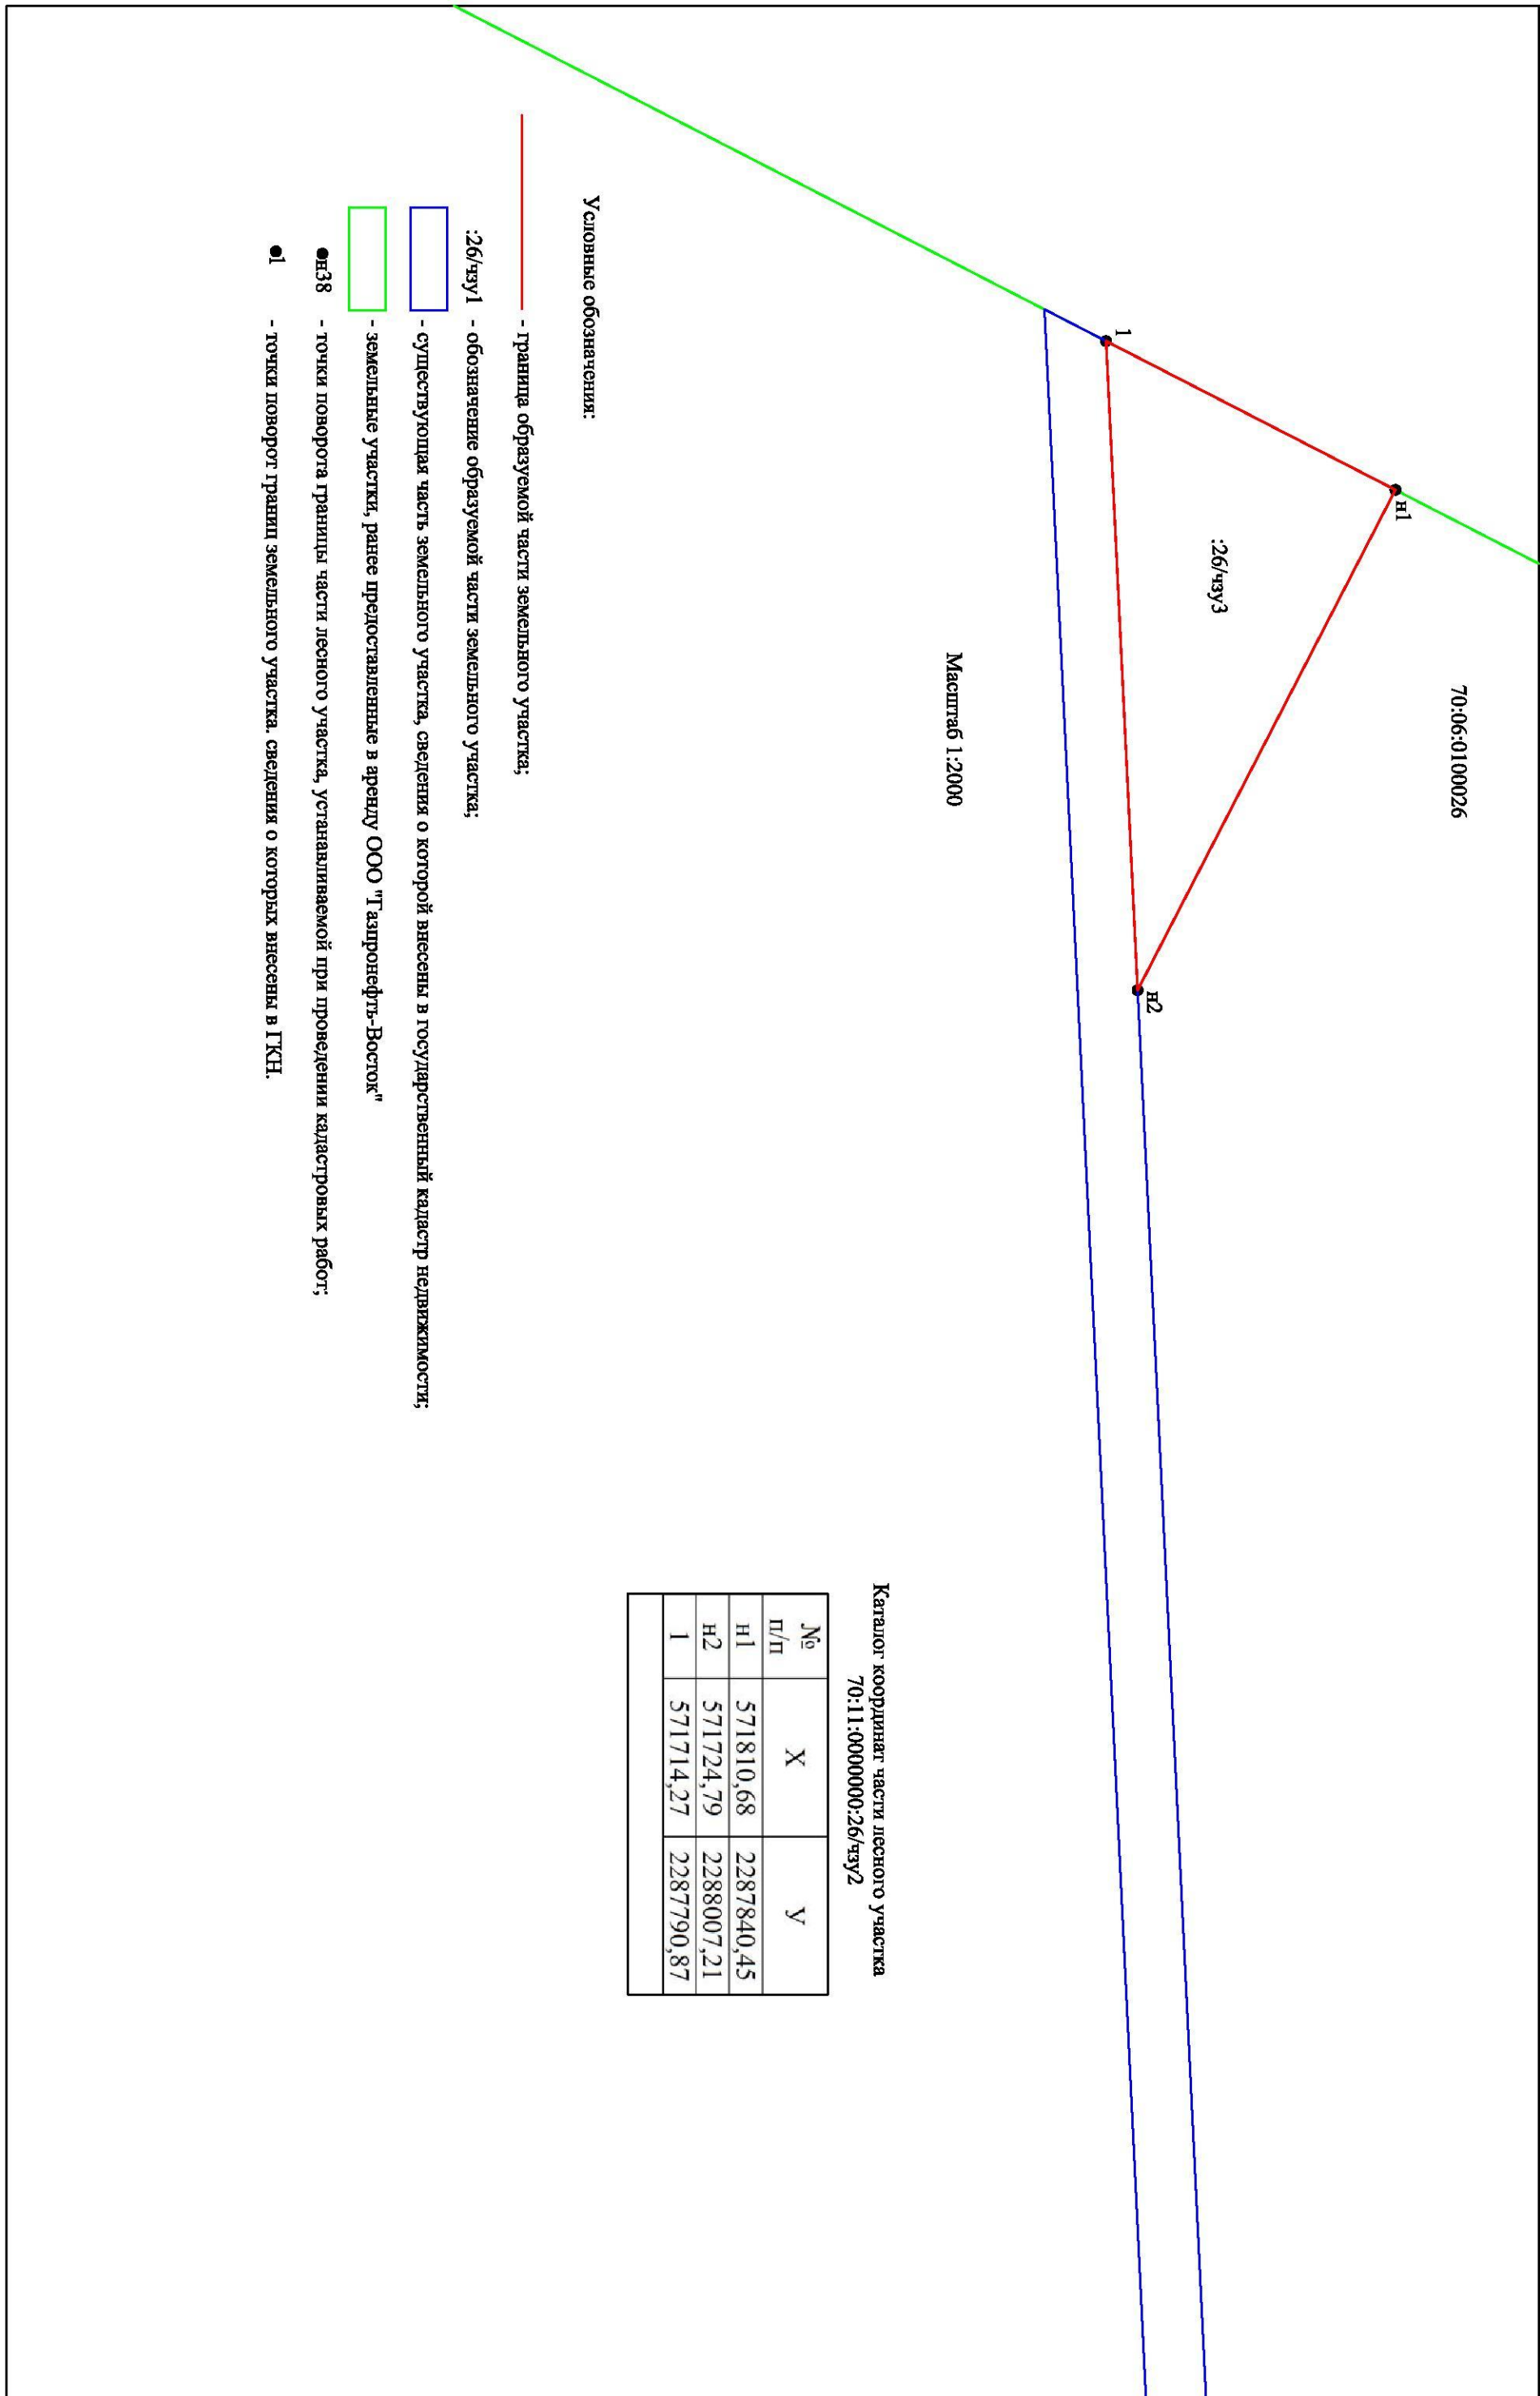 70:06:0100026
н1
:26/чзу3
1
н2
Масштаб 1:2000
Каталог координат части лесного участка
70:11:0000000:26/чзу2
№ п/п X У
н1 571810,68 2287840,45
н2 571724,79 2288007,21
1 571714,27 2287790,87
Условные обозначения:
- граница образуемой части земельного участка;
:26/чзу1 - обозначение образуемой части земельного участка;
- существующая часть земельного участка, сведения о которой внесены в государственный кадастр недвижимости;
- земельные участки, ранее предоставленные в аренду ООО "Газпронефть-Восток"
н38 - точки поворота границы части лесного участка, устанавливаемой при проведении кадастровых работ;
1 - точки поворот границ земельного участка. сведения о которых внесены в ГКН.